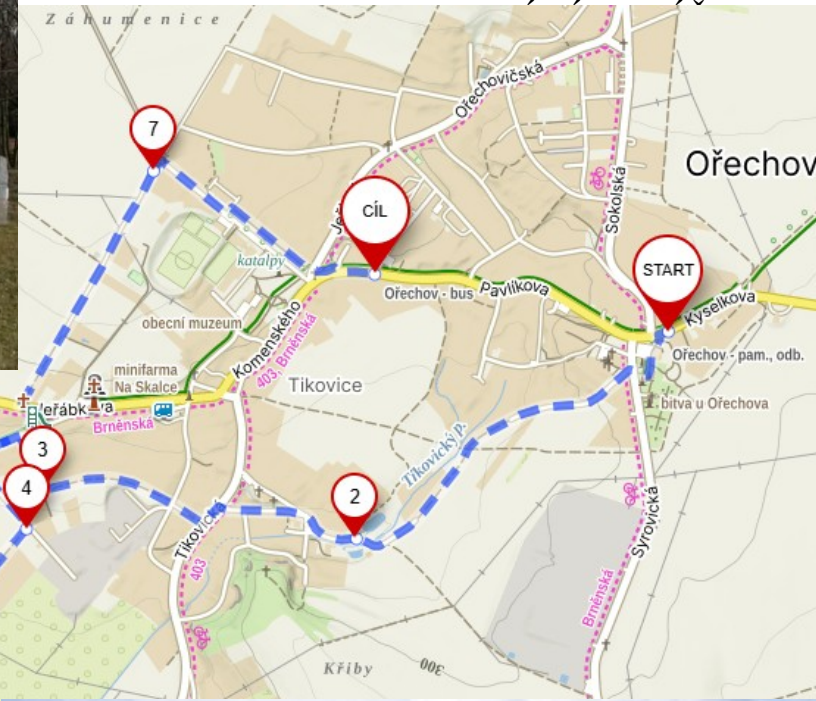 Záhumenice
7
Ořechovičská
Ořechov
Sokolská
CÍL
START
katalpy
Ořechov - bus
Pavlíkova
Kyselkova
obecní muzeum
Komenského
403, Brněnská
Ořechov - pam., odb.
minifarma
Na Skalce
Tikovice
bitva u Ořechova
Brněnská
3
4
Tikovický p.
2
Tikovická
403
Syrovická
Brněnská
Křiby
300